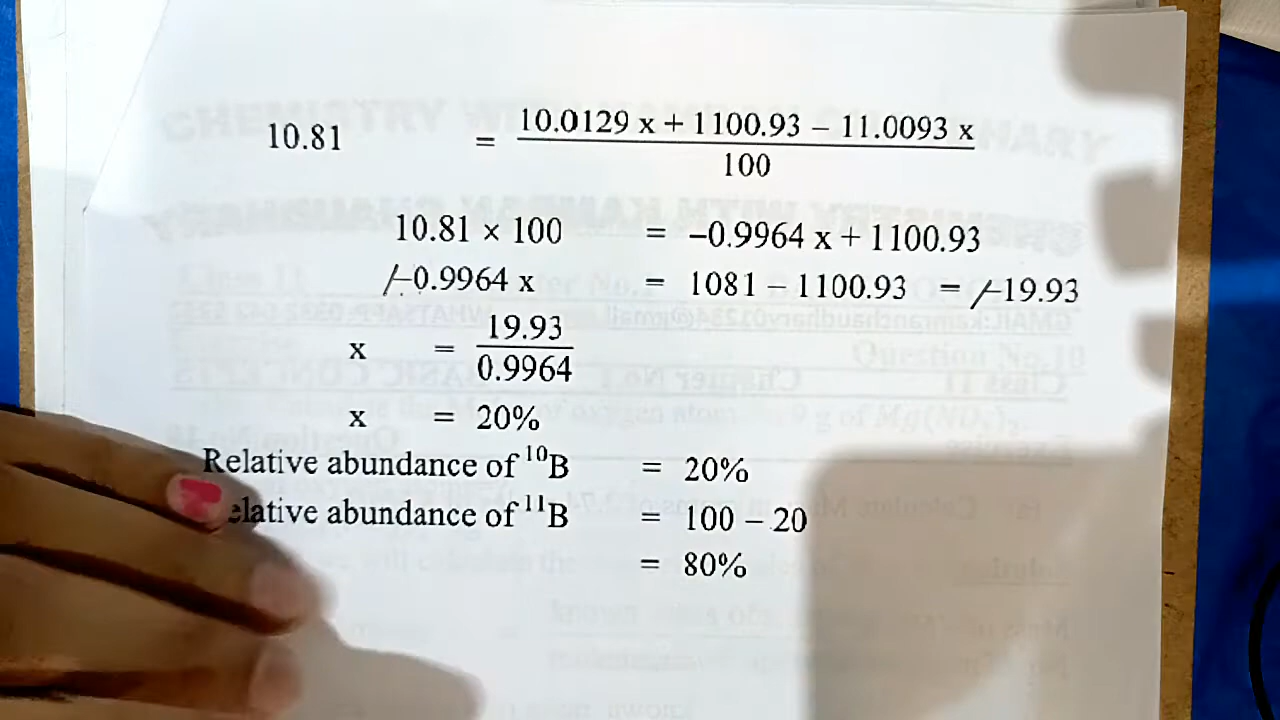 10.81 = 10.0129 x + 1100.93 – 11.0093 x / 100
10.81 × 100 = –0.9964 x + 1100.93
–0.9964 x = 1081 – 1100.93 = –19.93
x = 19.93 / 0.9964
x = 20%
Relative abundance of ¹⁰B = 20%
elative abundance of ¹¹B = 100 – 20
= 80%